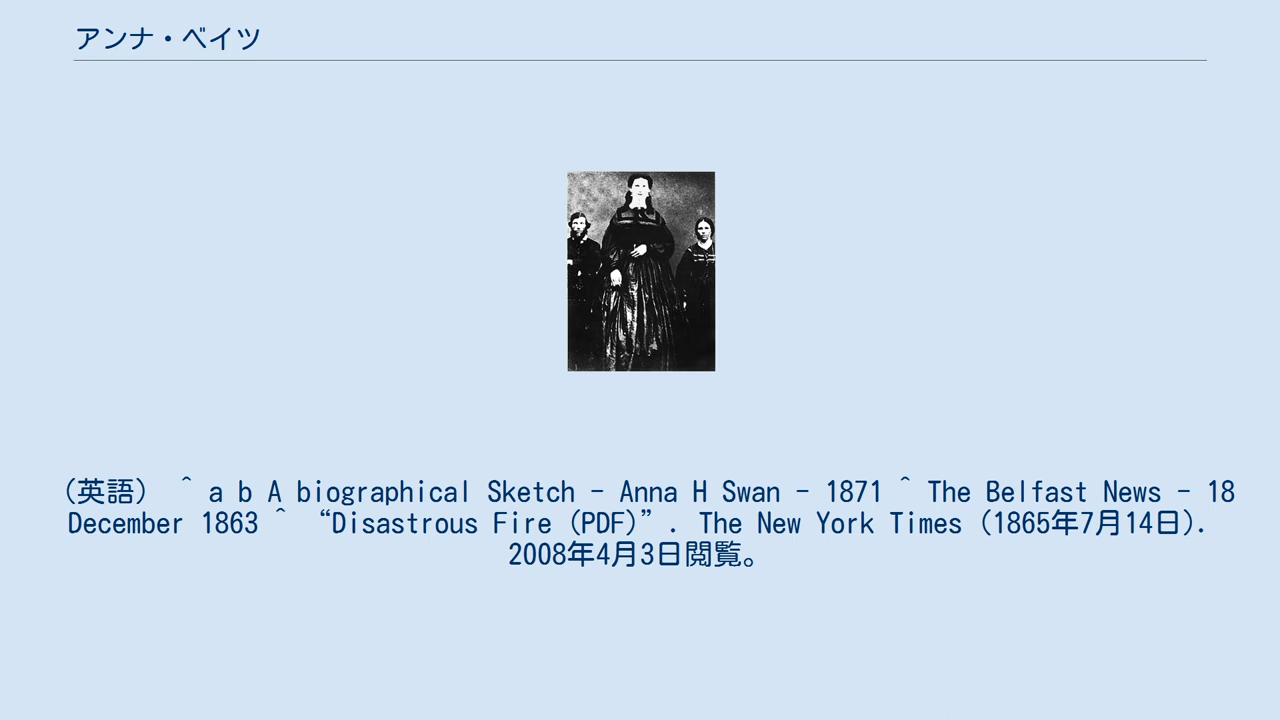 アンナ・ベイツ
(英語) ^ a b A biographical Sketch - Anna H Swan - 1871 ^ The Belfast News - 18
December 1863 ^ “Disastrous Fire (PDF)”. The New York Times (1865年7月14日).
2008年4月3日閲覧。